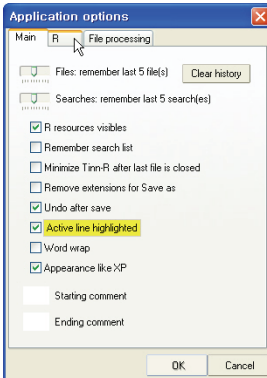 Application options
Main R File processing
Files: remember last 5 file(s) Clear history
Searches: remember last 5 search(es)
R resources visibles
Remember search list
Minimize Tinn-R after last file is closed
Remove extensions for Save as
Undo after save
Active line highlighted
Word wrap
Appearance like XP
Starting comment
Ending comment
OK Cancel